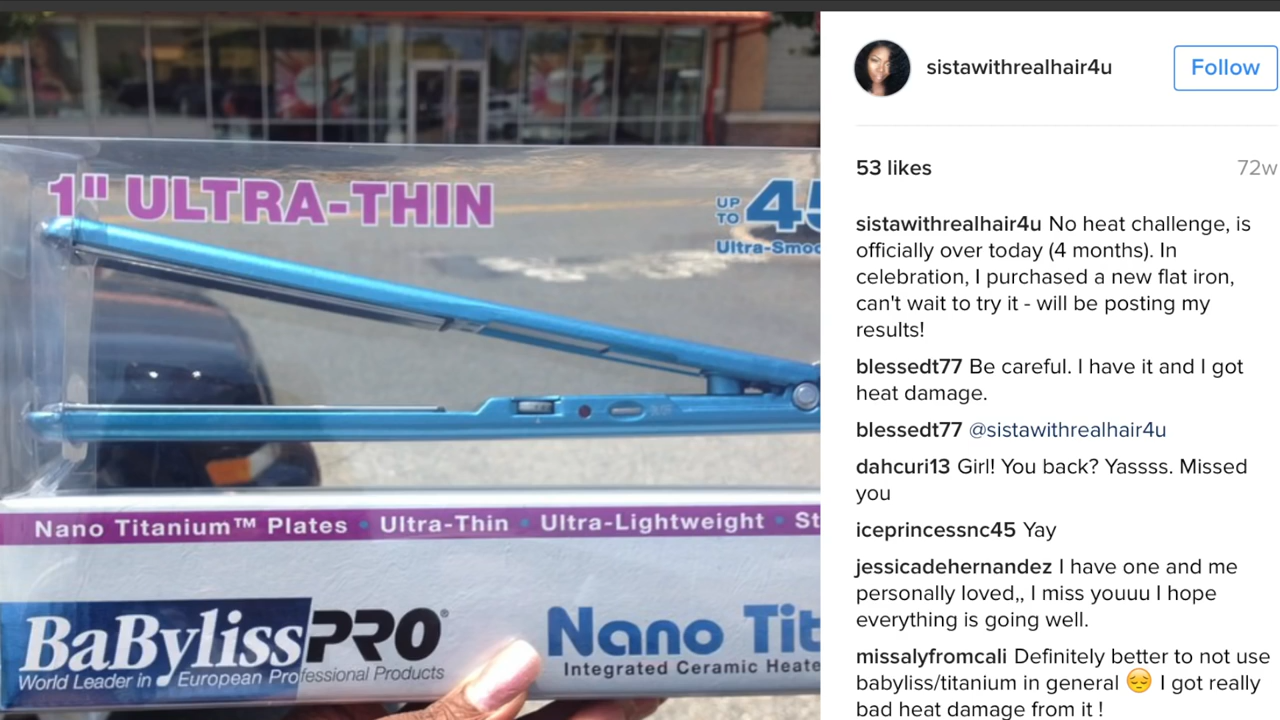 1" ULTRA-THIN
UP
TO
45
Ultra-Smoo
Nano Titanium™ Plates • Ultra-Thin • Ultra-Lightweight • St
BaBylissPRO®
World Leader in European Professional Products
Nano Tit
Integrated Ceramic Heate
sistawithrealhair4u
Follow
53 likes
72w
sistawithrealhair4u No heat challenge, is
officially over today (4 months). In
celebration, I purchased a new flat iron,
can't wait to try it - will be posting my
results!
blessedt77 Be careful. I have it and I got
heat damage.
blessedt77 @sistawithrealhair4u
dahcuri13 Girl! You back? Yassss. Missed
you
iceprincessnc45 Yay
jessicadehernandez I have one and me
personally loved,, I miss youuu I hope
everything is going well.
missalyfromcali Definitely better to not use
babyliss/titanium in general 😔 I got really
bad heat damage from it !